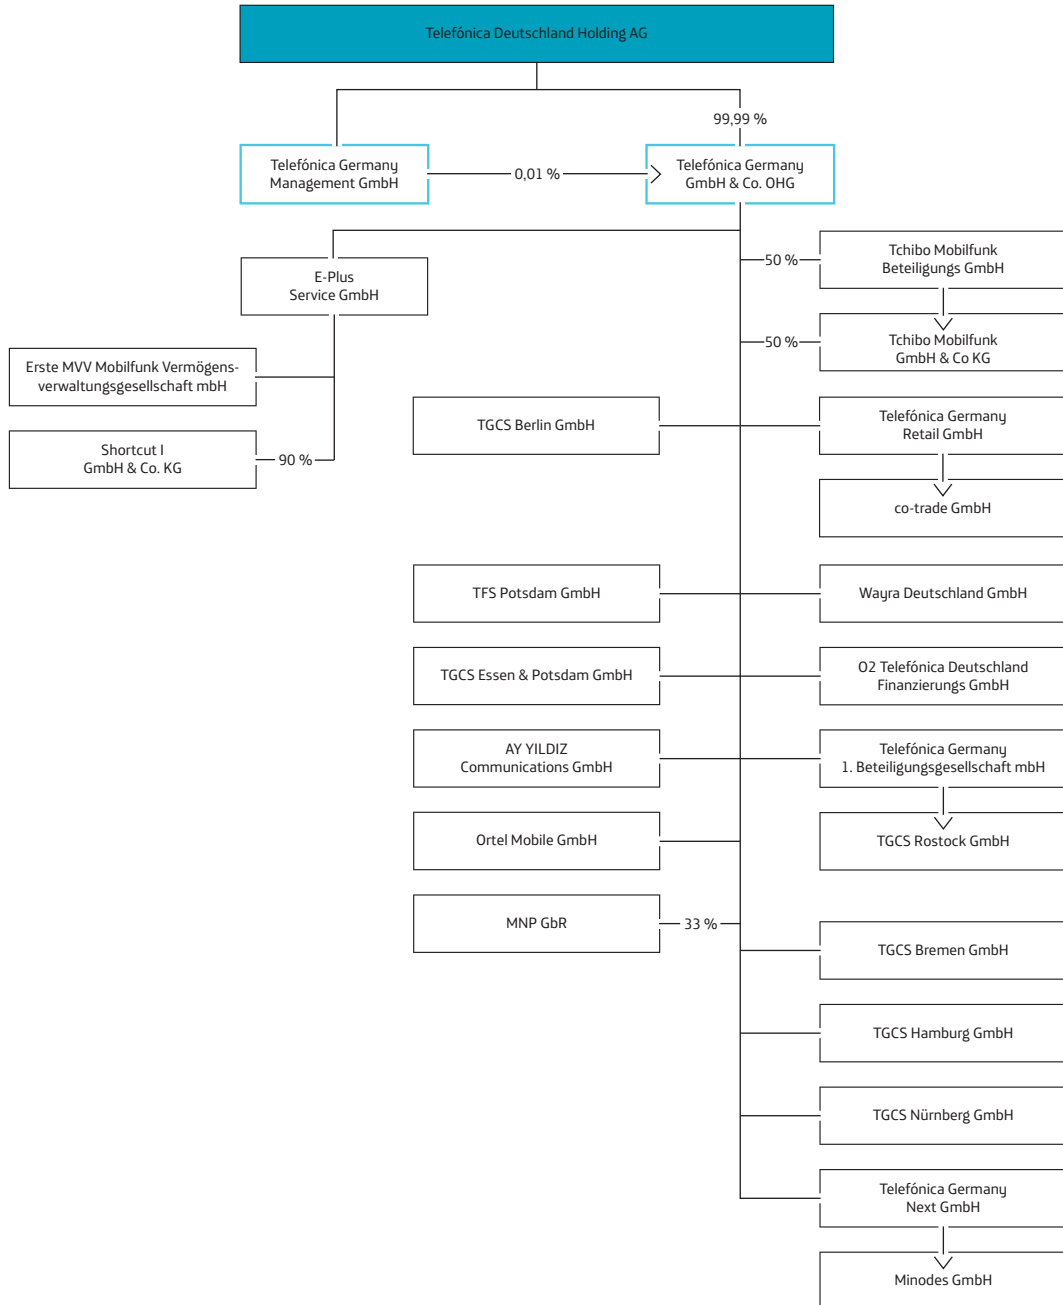 Telefónica Deutschland Holding AG
99,99 %
Telefónica Germany
Management GmbH
0,01 %
Telefónica Germany
GmbH & Co. OHG
E-Plus
Service GmbH
50 %
Tchibo Mobilfunk
Beteiligungs GmbH
50 %
Tchibo Mobilfunk
GmbH & Co KG
Erste MVV Mobilfunk Vermögens-
verwaltungsgesellschaft mbH
Shortcut I
GmbH & Co. KG
90 %
TGCS Berlin GmbH
Telefónica Germany
Retail GmbH
co-trade GmbH
TFS Potsdam GmbH
Wayra Deutschland GmbH
TGCS Essen & Potsdam GmbH
O2 Telefónica Deutschland
Finanzierungs GmbH
AY YILDIZ
Communications GmbH
Telefónica Germany
1. Beteiligungsgesellschaft mbH
Ortel Mobile GmbH
TGCS Rostock GmbH
MNP GbR
33 %
TGCS Bremen GmbH
TGCS Hamburg GmbH
TGCS Nürnberg GmbH
Telefónica Germany
Next GmbH
Minodes GmbH